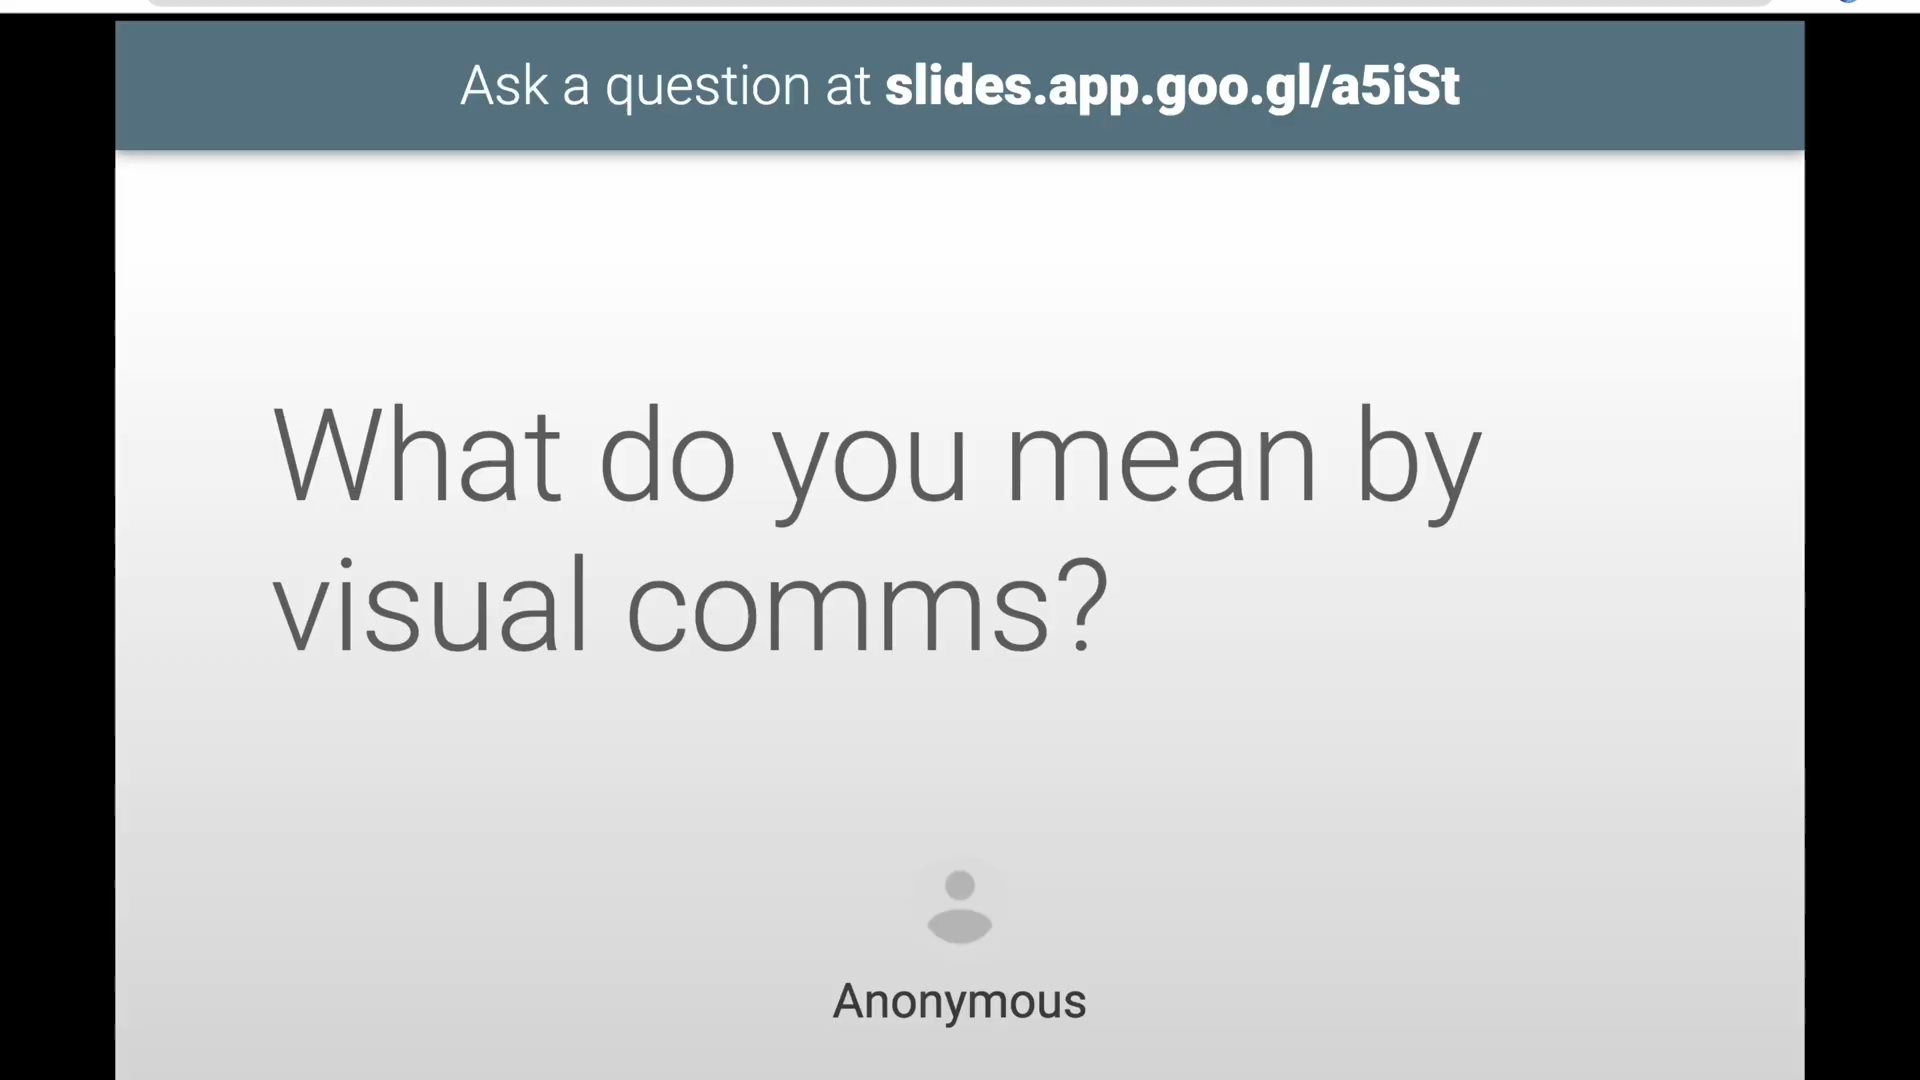 Ask a question at slides.app.goo.gl/a5iSt
What do you mean by
visual comms?
Anonymous